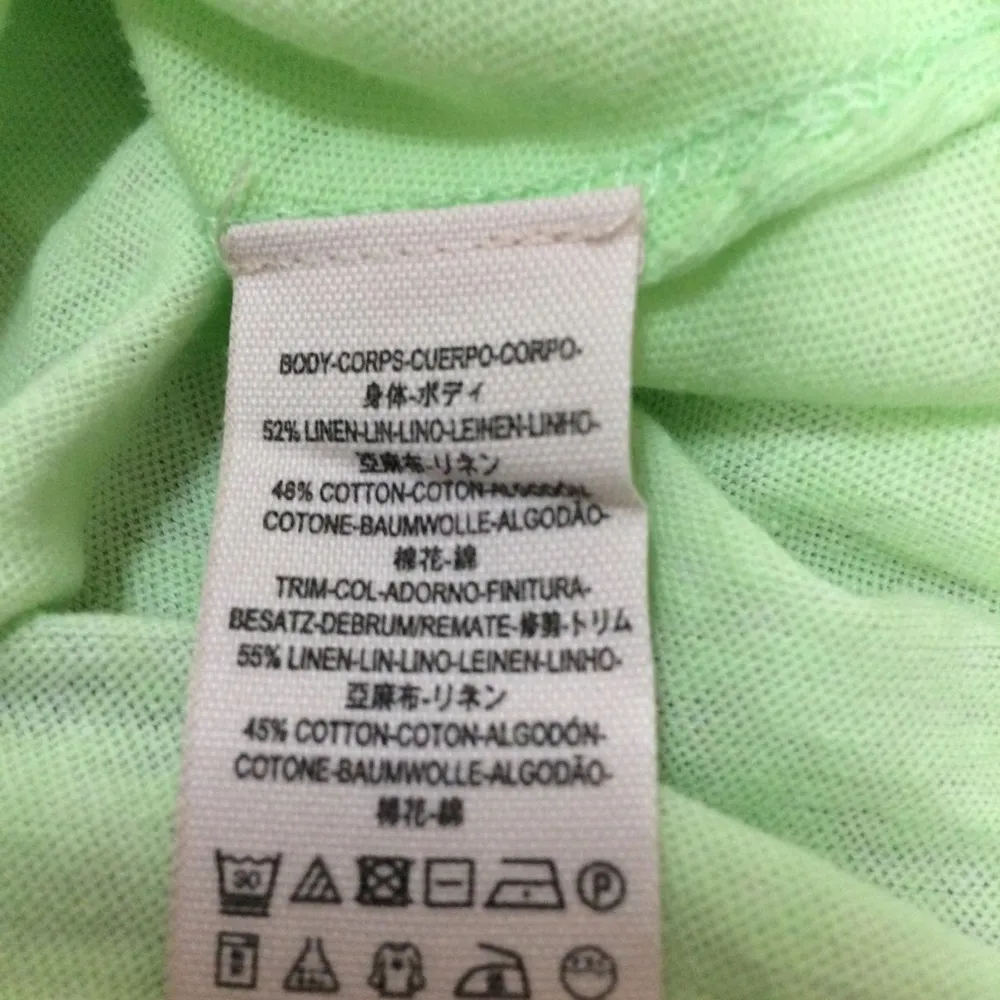 BODY-CORPS-CUERPO-CORPO-
身体-ボディ
52% LINEN-LIN-LINO-LEINEN-LINHO-
亞麻布-リネン
48% COTTON-COTON-ALGODÓN-
COTONE-BAUMWOLLE-ALGODÃO-
棉花-綿
TRIM-COL-ADORNO-FINITURA-
BESATZ-DEBRUM/REMATE-修剪-トリム
55% LINEN-LIN-LINO-LEINEN-LINHO-
亞麻布-リネン
45% COTTON-COTON-ALGODÓN-
COTONE-BAUMWOLLE-ALGODÃO-
棉花-綿
30 P